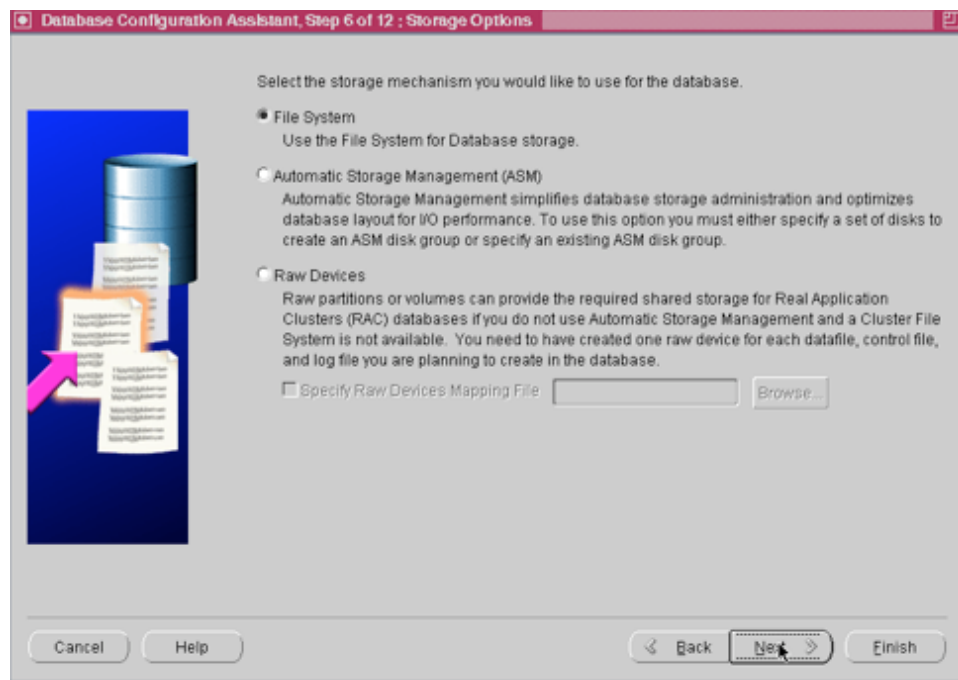 Database Configuration Assistant, Step 6 of 12 : Storage Options
Select the storage mechanism you would like to use for the database.
File System
Use the File System for Database storage.
Automatic Storage Management (ASM)
Automatic Storage Management simplifies database storage administration and optimizes
database layout for I/O performance. To use this option you must either specify a set of disks to
create an ASM disk group or specify an existing ASM disk group.
Raw Devices
Raw partitions or volumes can provide the required shared storage for Real Application
Clusters (RAC) databases if you do not use Automatic Storage Management and a Cluster File
System is not available. You need to have created one raw device for each datafile, control file,
and log file you are planning to create in the database.
Specify Raw Devices Mapping File
Browse...
Cancel
Help
Back
Next
Finish